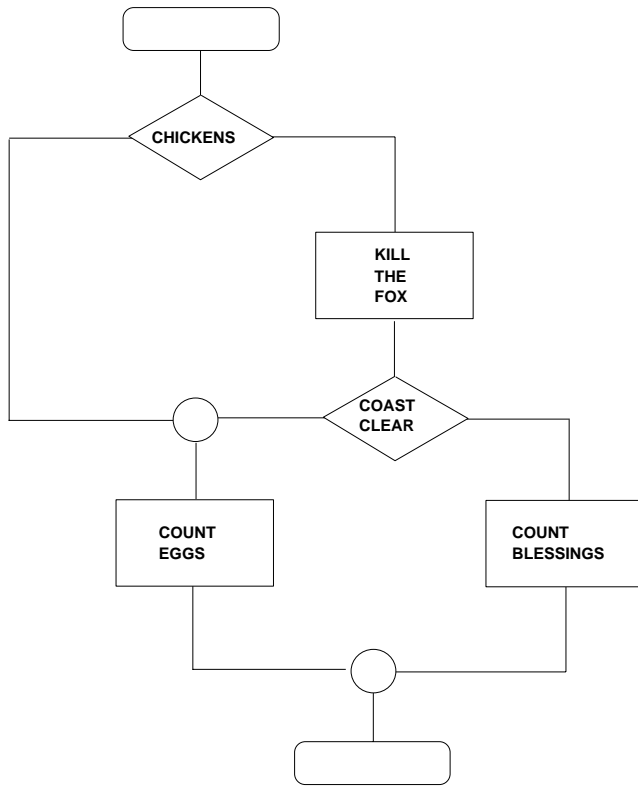 CHICKENS
KILL
THE
FOX
COAST
CLEAR
COUNT
EGGS
COUNT
BLESSINGS